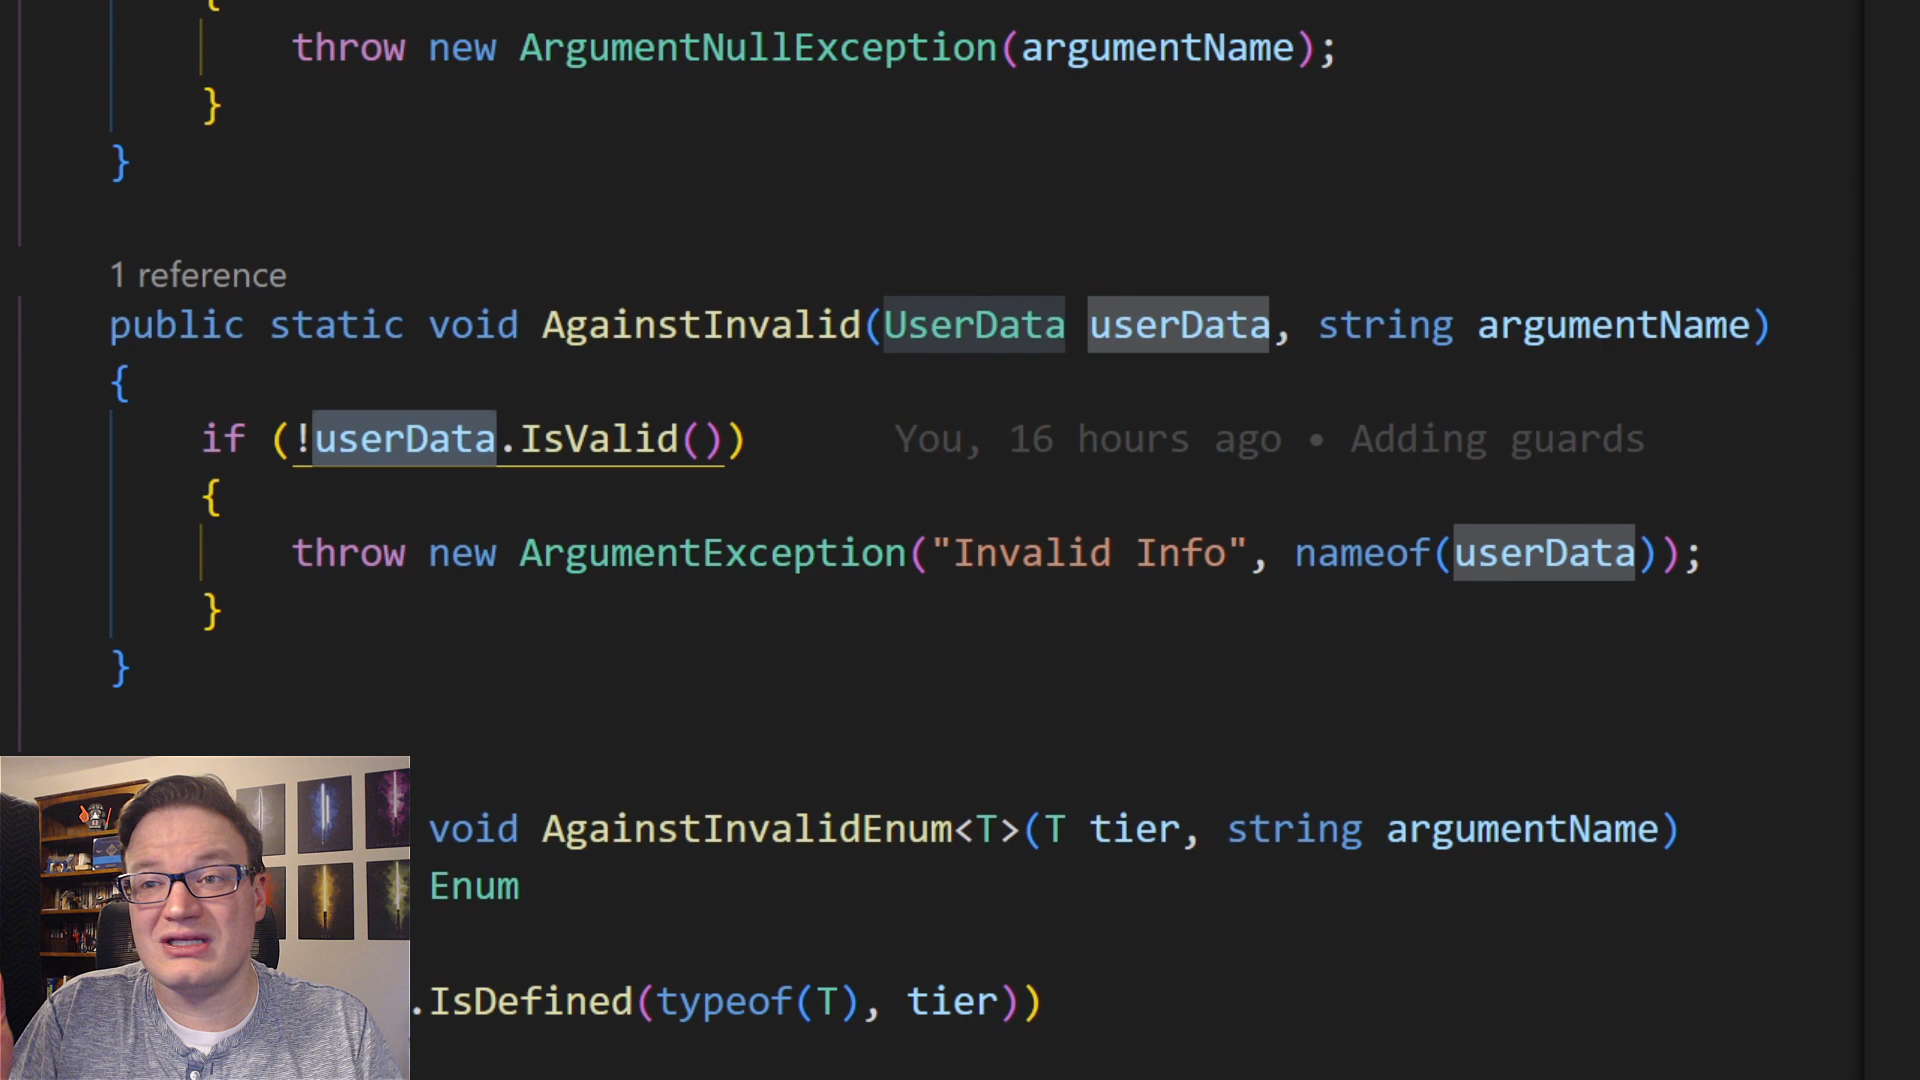 {
throw new ArgumentNullException(argumentName);
}
}
1 reference
public static void AgainstInvalid(UserData userData, string argumentName)
{
if (!userData.IsValid()) You, 16 hours ago • Adding guards
{
throw new ArgumentException("Invalid Info", nameof(userData));
}
}
void AgainstInvalidEnum<T>(T tier, string argumentName)
Enum
.IsDefined(typeof(T), tier))